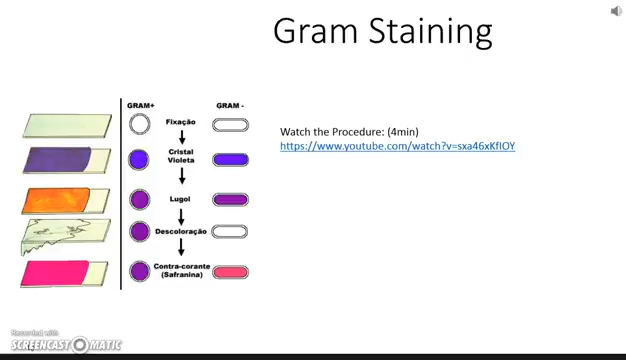 Gram Staining
GRAM+
GRAM -
Fixação
Cristal
Violeta
Lugol
Descoloração
Contra-corante
(Safranina)
Watch the Procedure: (4min)
https://www.youtube.com/watch?v=sxa46xKfIOY
Recorded with
SCREENCAST MATIC